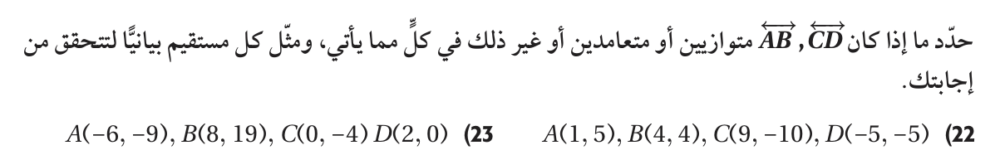 حدّد ما إذا كان AB , CD متوازيين أو متعامدين أو غير ذلك في كلٍّ مما يأتي، ومثّل كل مستقيم بيانيًّا لتتحقق من
إجابتك.
22) A(1, 5), B(4, 4), C(9, −10), D(−5, −5) 23) A(−6, −9), B(8, 19), C(0, −4) D(2, 0)